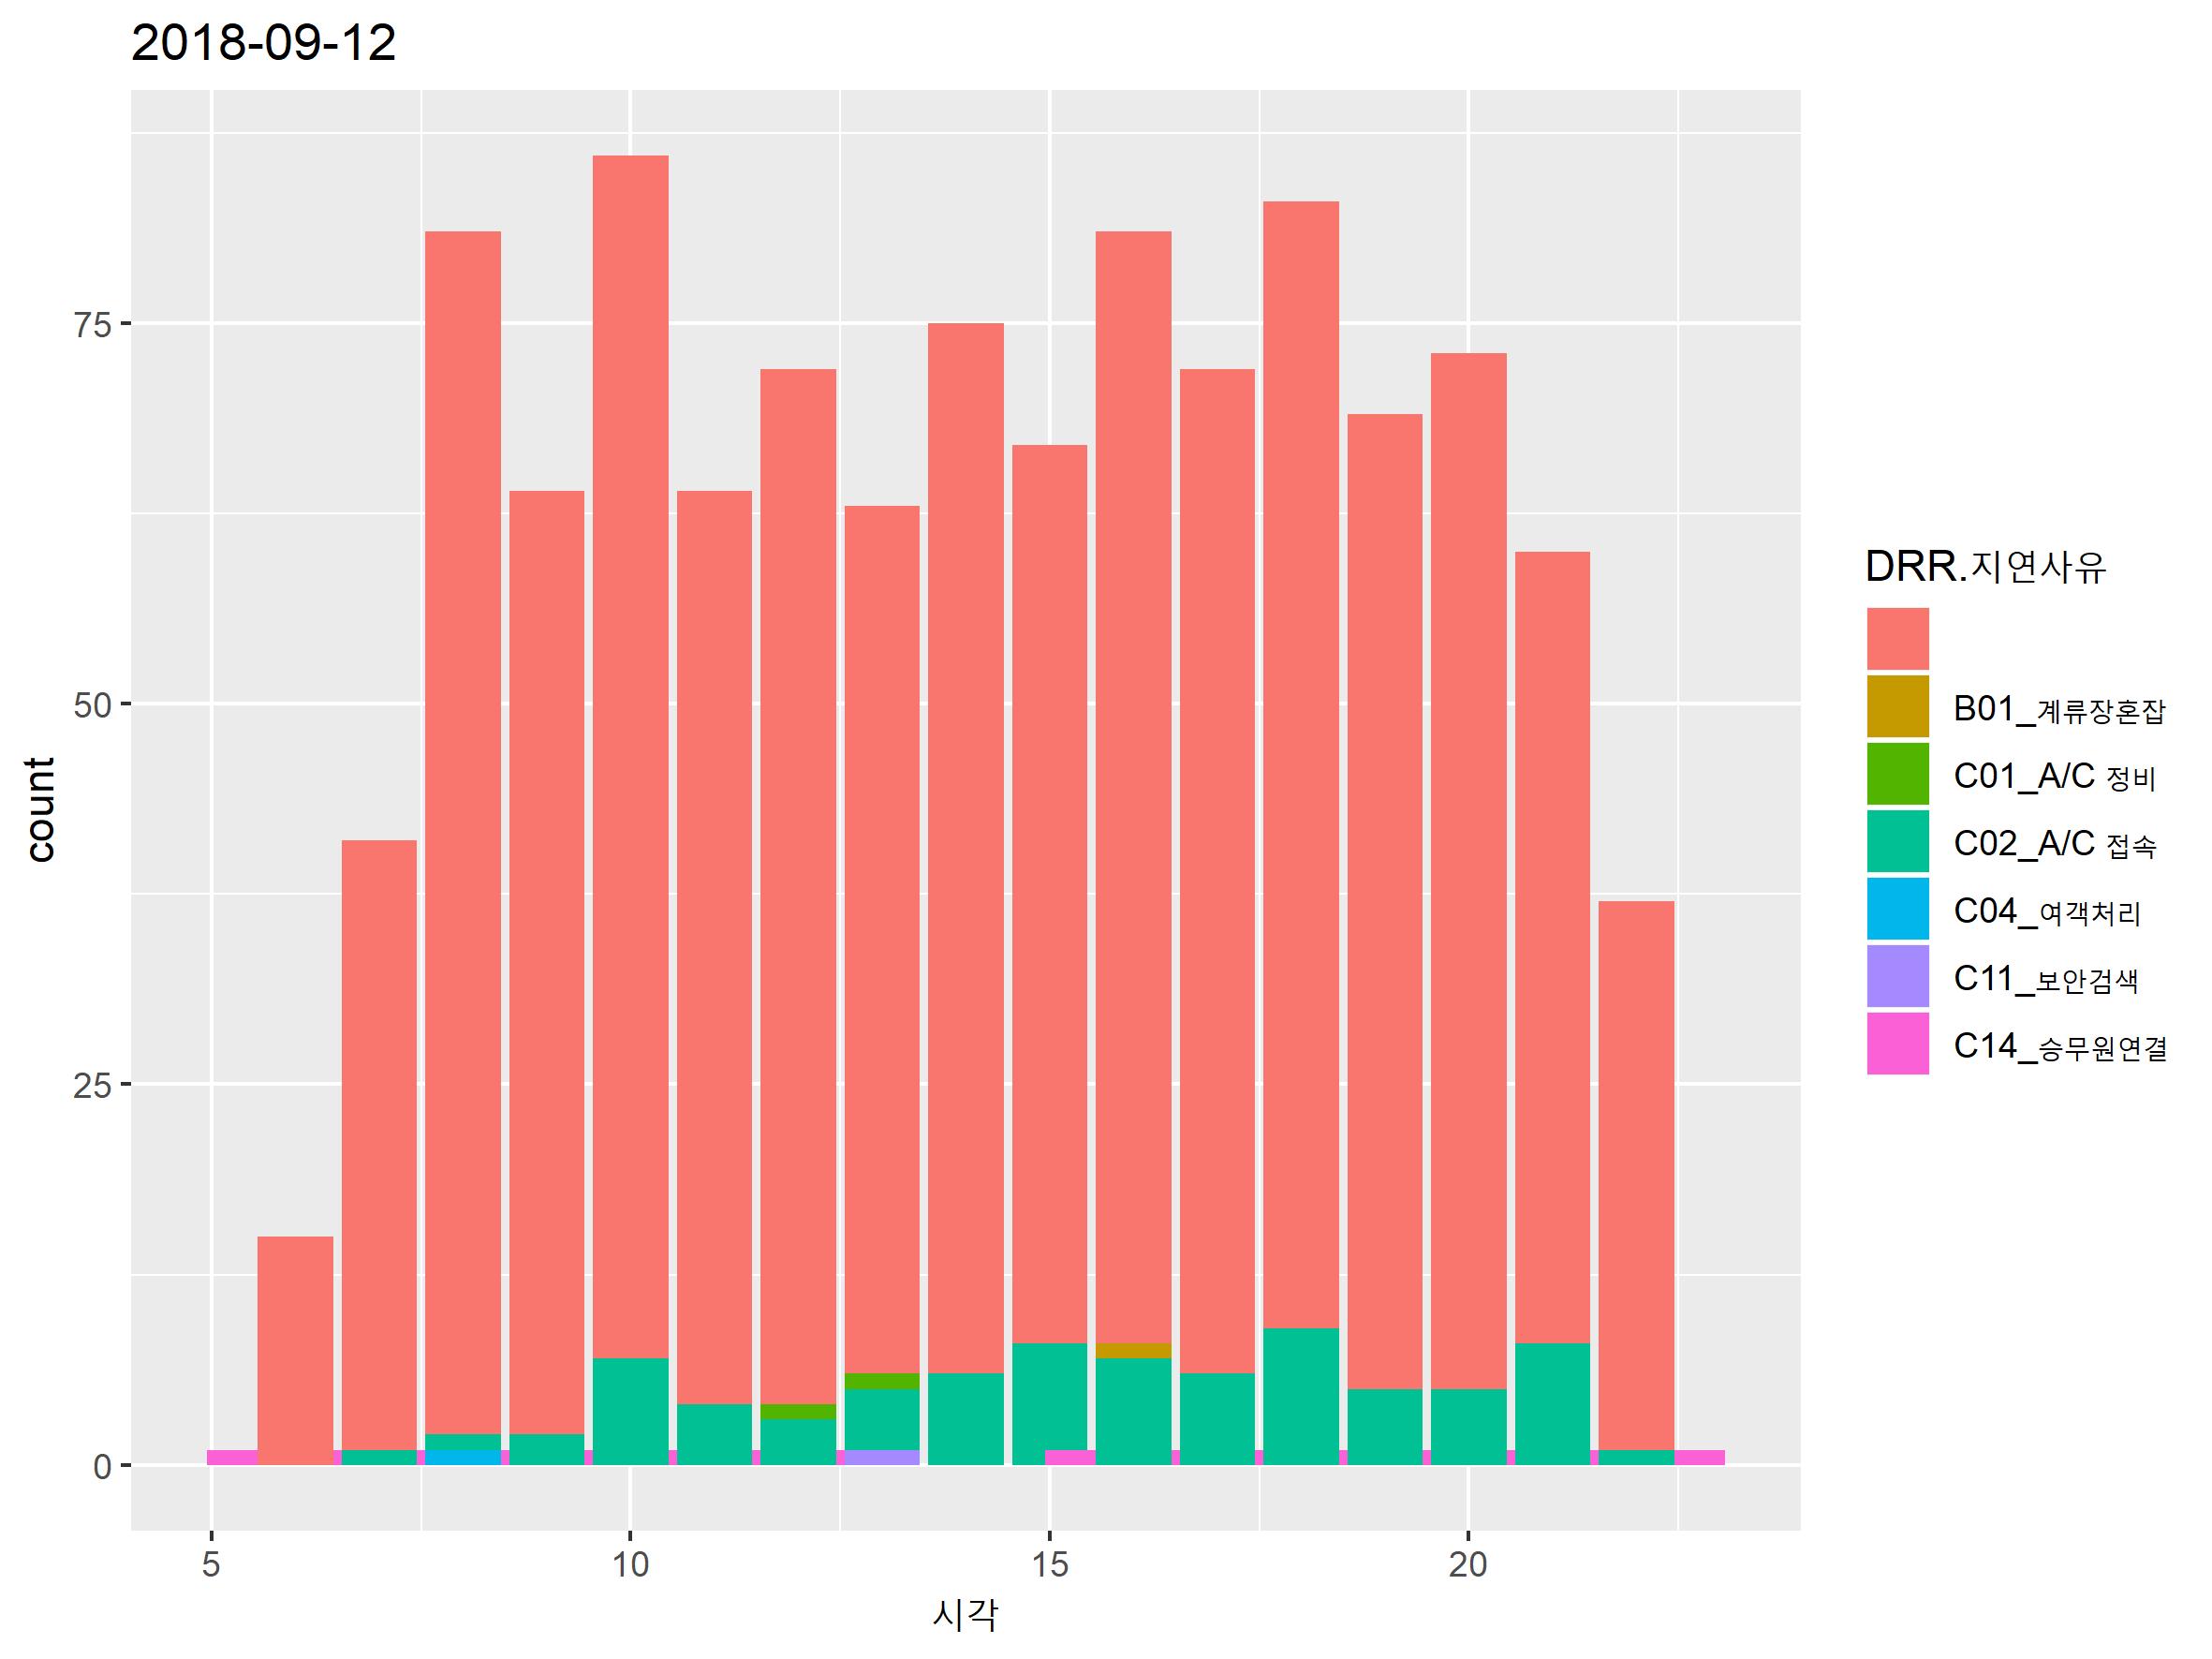 2018-09-12
75
50
25
0
count
5 10 15 20
시각
DRR.지연사유
B01_계류장혼잡
C01_A/C 정비
C02_A/C 접속
C04_여객처리
C11_보안검색
C14_승무원연결